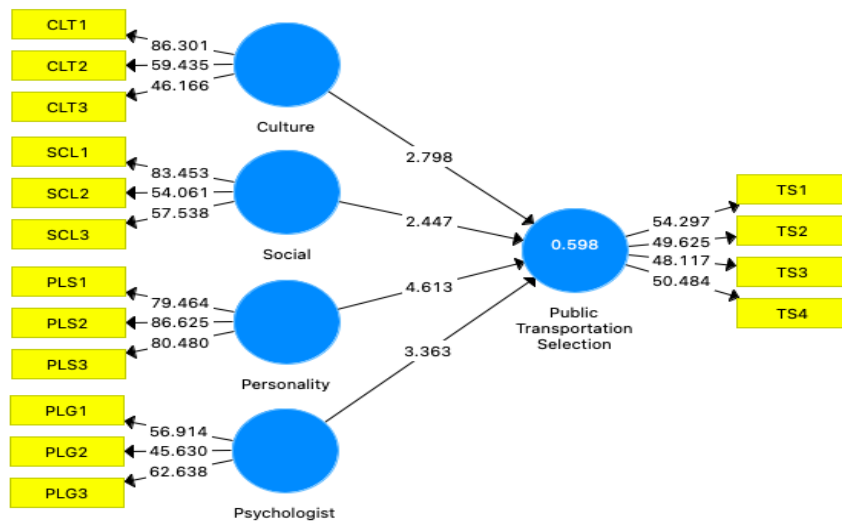 CLT1
86.301
CLT2
59.435
CLT3
46.166
Culture
2.798
SCL1
83.453
SCL2
54.061
SCL3
57.538
Social
2.447
PLS1
79.464
PLS2
86.625
PLS3
80.480
Personality
4.613
PLG1
56.914
PLG2
45.630
PLG3
62.638
Psychologist
3.363
0.598
Public
Transportation
Selection
54.297
TS1
49.625
TS2
48.117
TS3
50.484
TS4